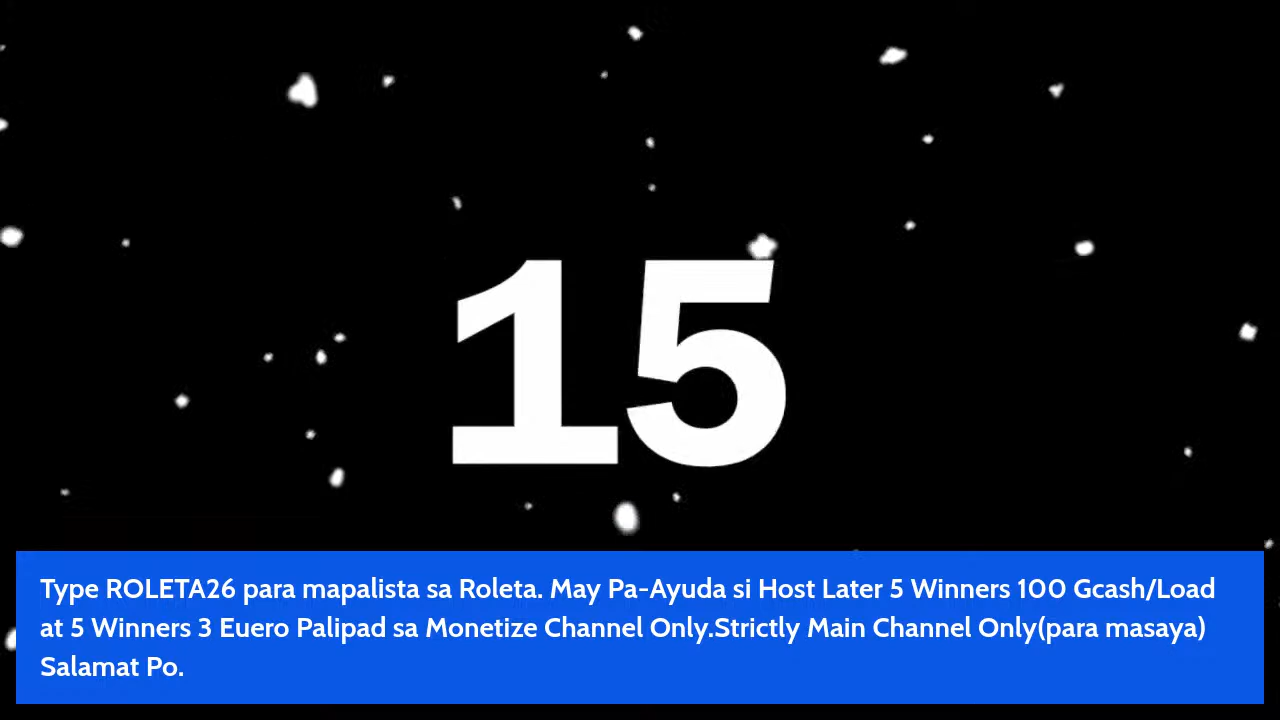 15
Type ROLETA26 para mapalista sa Roleta. May Pa-Ayuda si Host Later 5 Winners 100 Gcash/Load
at 5 Winners 3 Euero Palipad sa Monetize Channel Only.Strictly Main Channel Only(para masaya)
Salamat Po.